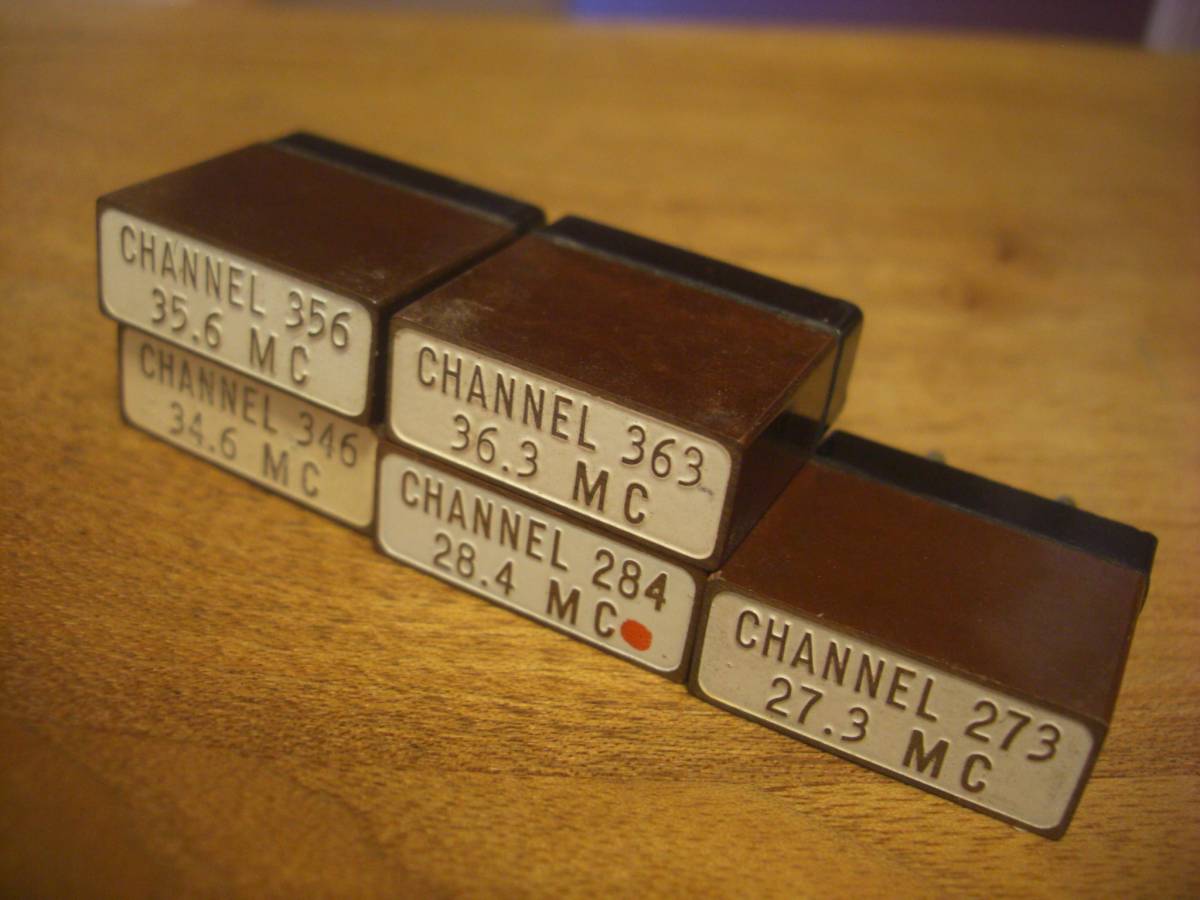 CHANNEL 356
35.6 MC
CHANNEL 346
34.6 MC
CHANNEL 363
36.3 MC
CHANNEL 284
28.4 MC
CHANNEL 273
27.3 MC